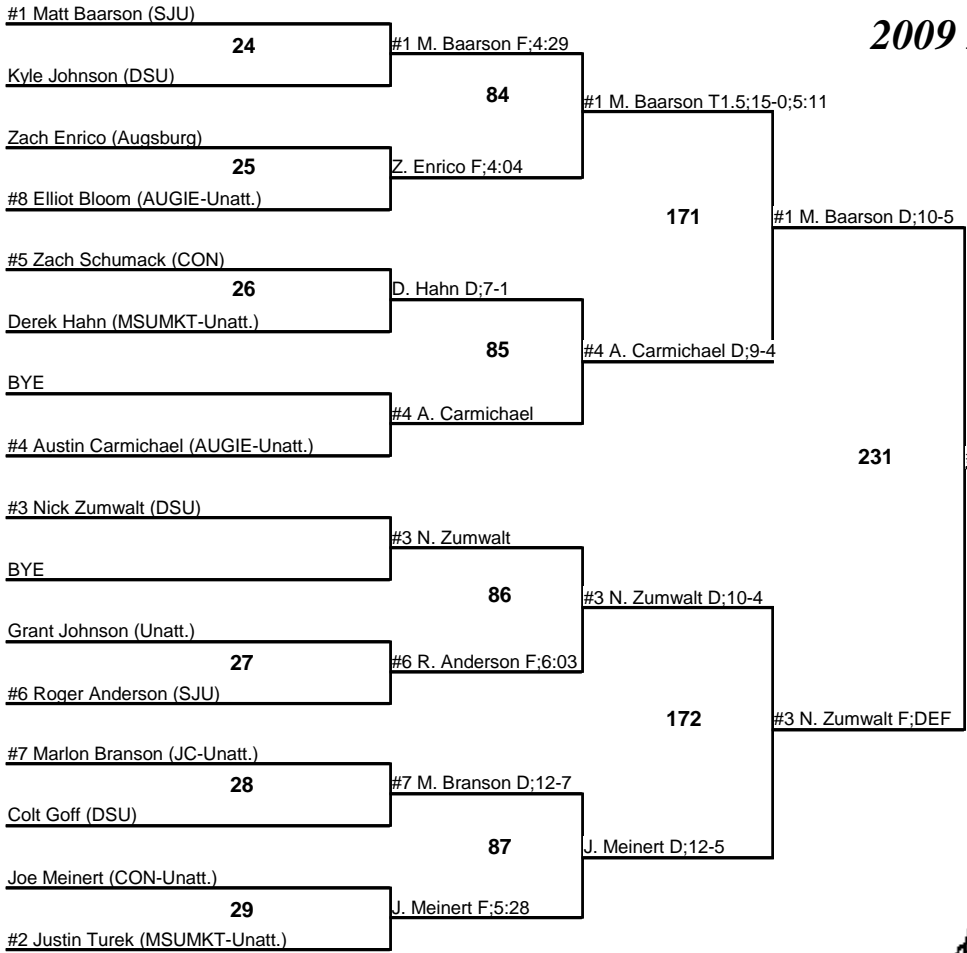 #1 Matt Baarson (SJU)
2009
24
#1 M. Baarson F;4:29
Kyle Johnson (DSU)
84
#1 M. Baarson T1.5;15-0;5:11
Zach Enrico (Augsburg)
25
Z. Enrico F;4:04
#8 Elliot Bloom (AUGIE-Unatt.)
171
#1 M. Baarson D;10-5
#5 Zach Schumack (CON)
26
D. Hahn D;7-1
Derek Hahn (MSUMKT-Unatt.)
85
#4 A. Carmichael D;9-4
BYE
#4 A. Carmichael
#4 Austin Carmichael (AUGIE-Unatt.)
231
#3 Nick Zumwalt (DSU)
#3 N. Zumwalt
BYE
86
#3 N. Zumwalt D;10-4
Grant Johnson (Unatt.)
27
#6 R. Anderson F;6:03
#6 Roger Anderson (SJU)
172
#3 N. Zumwalt F;DEF
#7 Marlon Branson (JC-Unatt.)
28
#7 M. Branson D;12-7
Colt Goff (DSU)
87
J. Meinert D;12-5
Joe Meinert (CON-Unatt.)
29
J. Meinert F;5:28
#2 Justin Turek (MSUMKT-Unatt.)